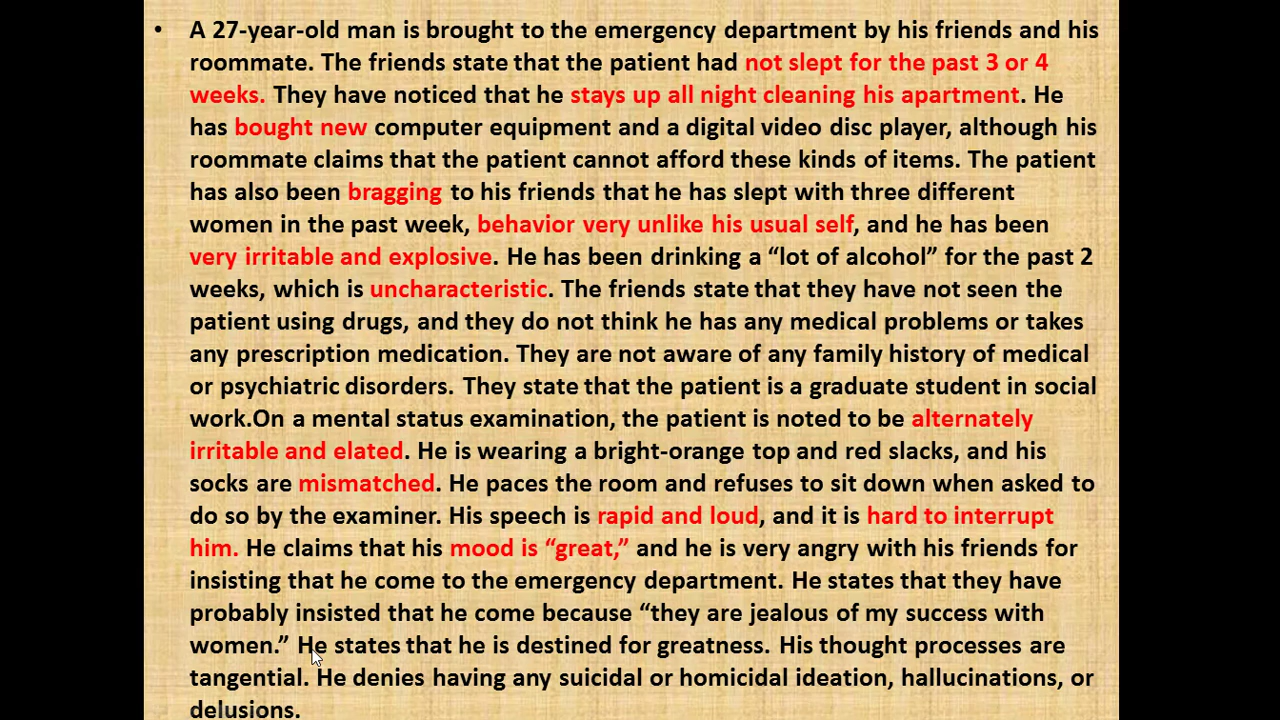 • A 27-year-old man is brought to the emergency department by his friends and his
roommate. The friends state that the patient had not slept for the past 3 or 4
weeks. They have noticed that he stays up all night cleaning his apartment. He
has bought new computer equipment and a digital video disc player, although his
roommate claims that the patient cannot afford these kinds of items. The patient
has also been bragging to his friends that he has slept with three different
women in the past week, behavior very unlike his usual self, and he has been
very irritable and explosive. He has been drinking a “lot of alcohol” for the past 2
weeks, which is uncharacteristic. The friends state that they have not seen the
patient using drugs, and they do not think he has any medical problems or takes
any prescription medication. They are not aware of any family history of medical
or psychiatric disorders. They state that the patient is a graduate student in social
work.On a mental status examination, the patient is noted to be alternately
irritable and elated. He is wearing a bright-orange top and red slacks, and his
socks are mismatched. He paces the room and refuses to sit down when asked to
do so by the examiner. His speech is rapid and loud, and it is hard to interrupt
him. He claims that his mood is “great,” and he is very angry with his friends for
insisting that he come to the emergency department. He states that they have
probably insisted that he come because “they are jealous of my success with
women.” He states that he is destined for greatness. His thought processes are
tangential. He denies having any suicidal or homicidal ideation, hallucinations, or
delusions.